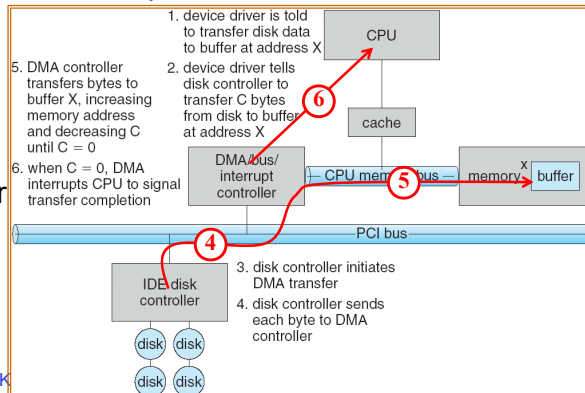 1. device driver is told
to transfer disk data
to buffer at address X
2. device driver tells
disk controller to
transfer C bytes
from disk to buffer
at address X
5. DMA controller
transfers bytes to
buffer X, increasing
memory address
and decreasing C
until C = 0
6. when C = 0, DMA
interrupts CPU to signal
transfer completion
r
CPU
6
cache
DMA/bus/
interrupt
controller
CPU memory bus
5
memory
x
buffer
PCI bus
4
IDE disk
controller
3. disk controller initiates
DMA transfer
4. disk controller sends
each byte to DMA
controller
disk
disk
disk
disk
K